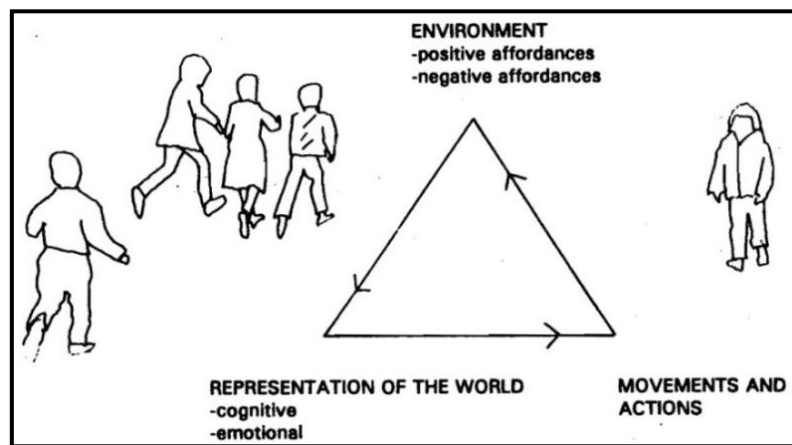 ENVIRONMENT
-positive affordances
-negative affordances
REPRESENTATION OF THE WORLD
-cognitive
-emotional
MOVEMENTS AND
ACTIONS